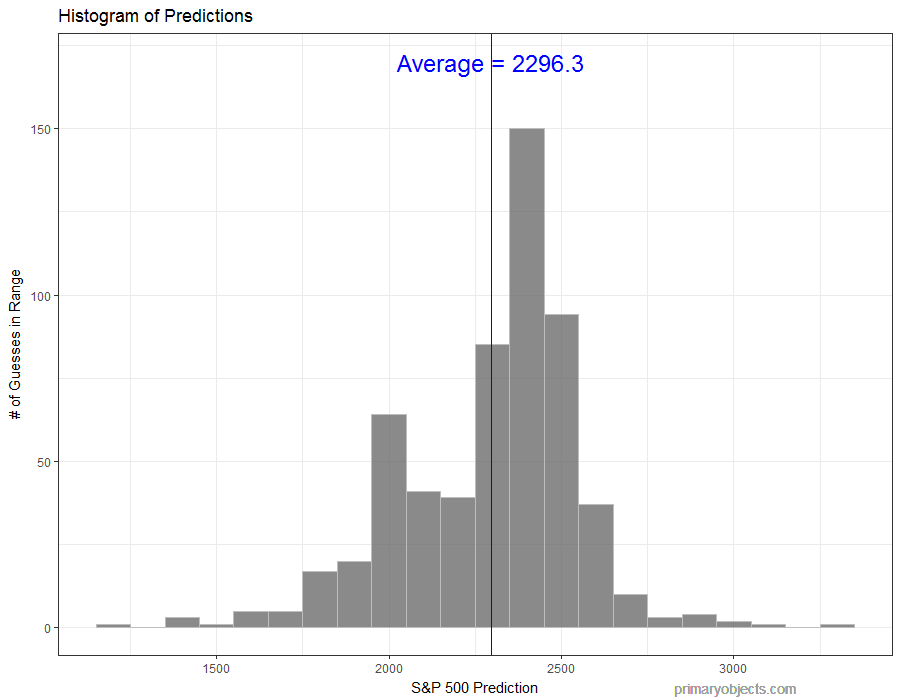 Histogram of Predictions
Average = 2296.3
150
100
50
0
# of Guesses in Range
1500 2000 2500 3000
S&P 500 Prediction
primaryobjects.com